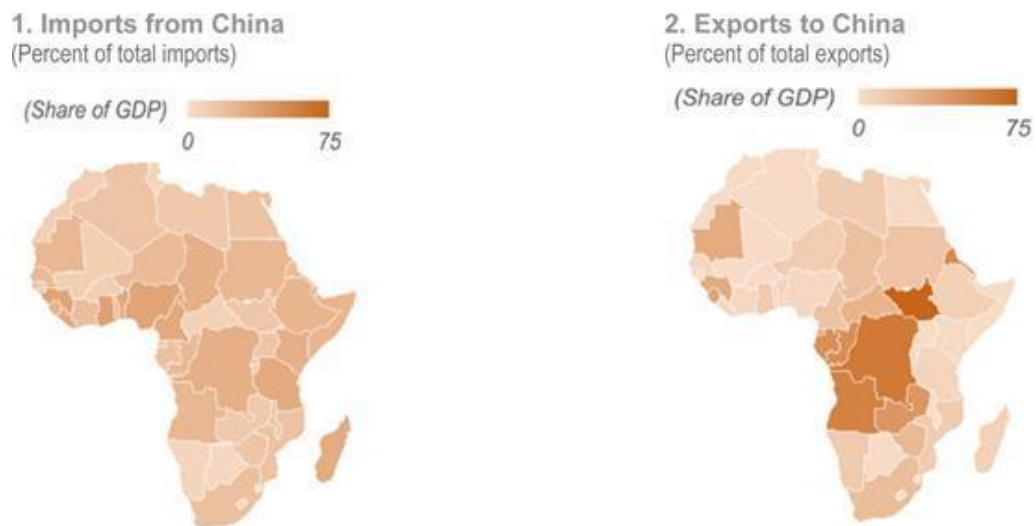 1. Imports from China
(Percent of total imports)
(Share of GDP)
0 75
2. Exports to China
(Percent of total exports)
(Share of GDP)
0 75